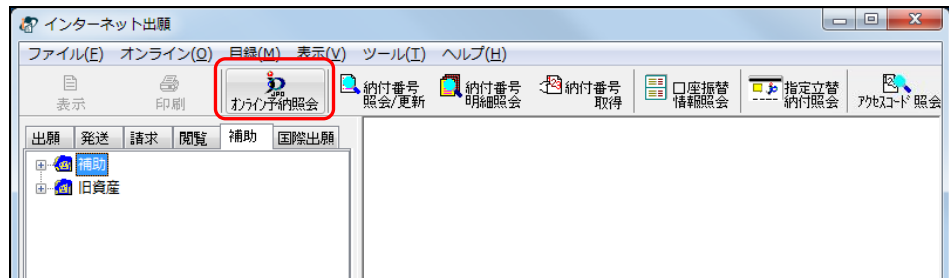 インターネット出願
ファイル(F) オンライン(O) 目録(M) 表示(V) ツール(T) ヘルプ(H)
表示
印刷
JPO
オンライン予納照会
納付番号
照会/更新
納付番号
明細照会
納付番号
取得
口座振替
情報照会
指定立替
納付照会
アクセスコード照会
出願 発送 請求 閲覧 補助 国際出願
補助
旧資産